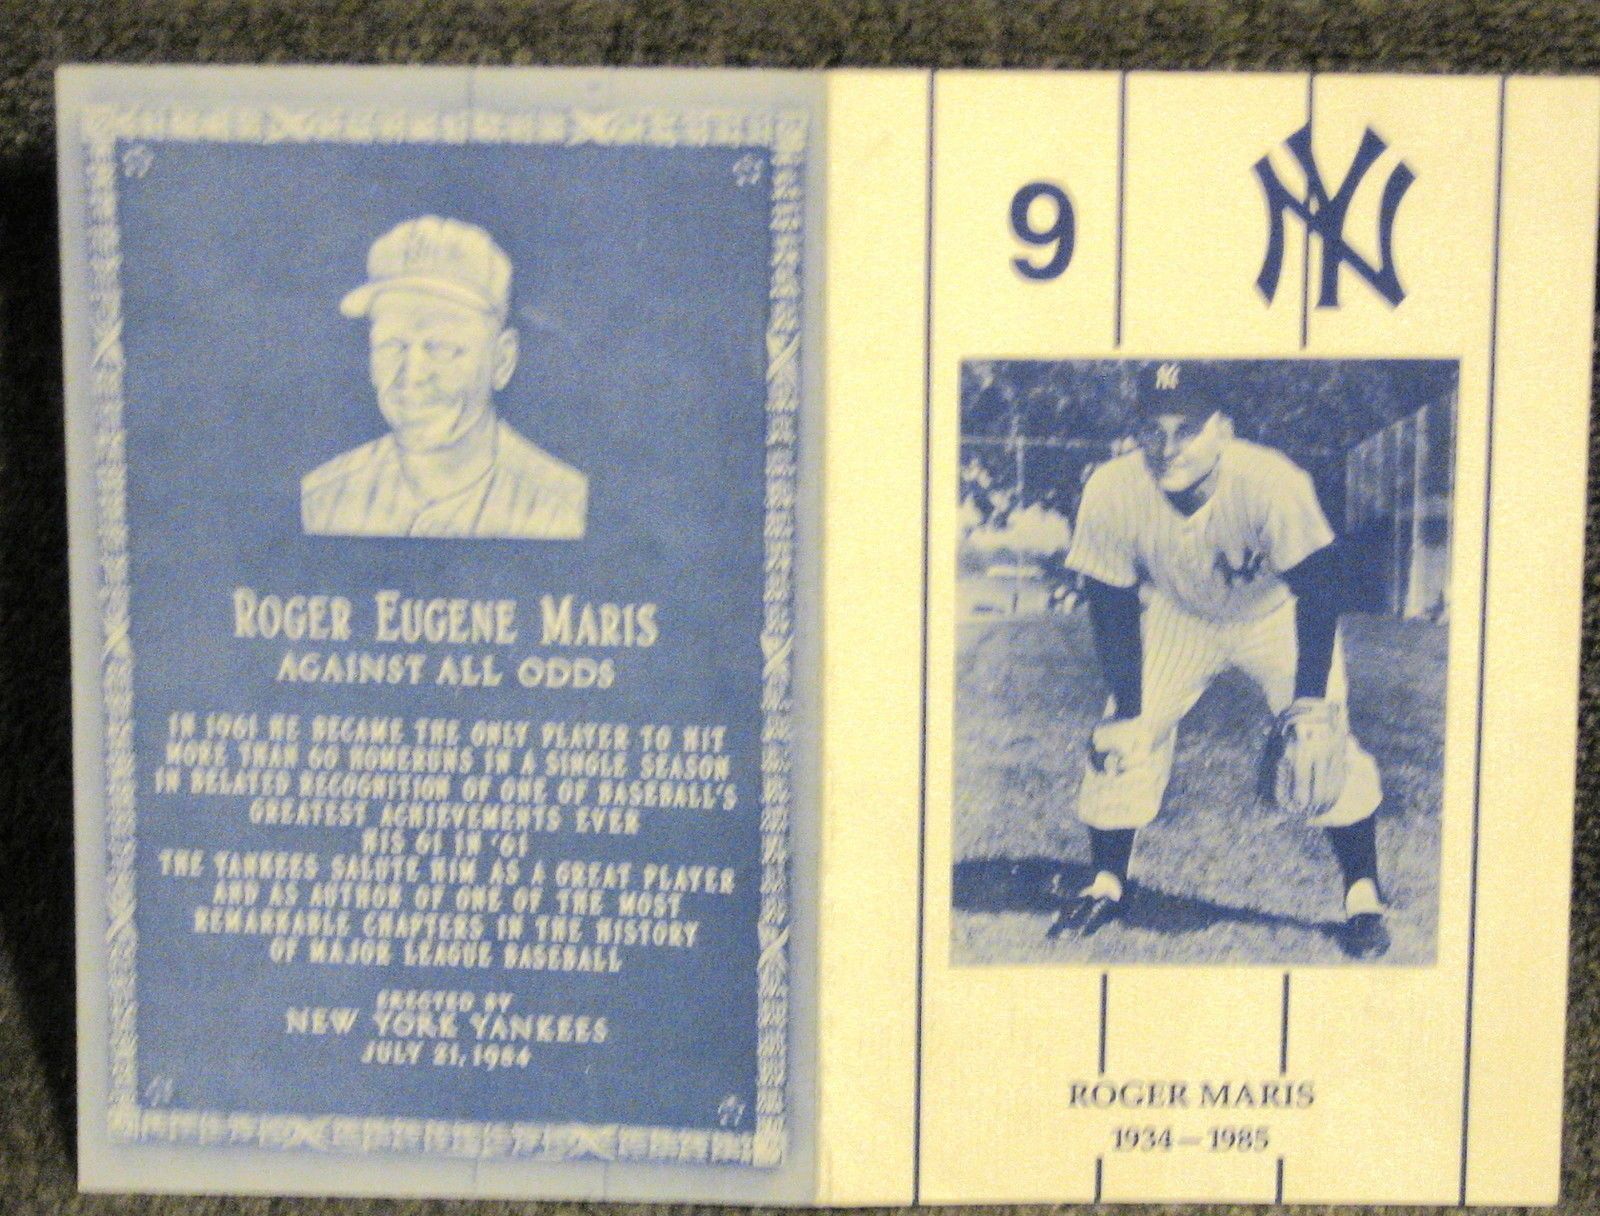 ROGER EUGENE MARIS
AGAINST ALL ODDS
IN 1961 HE BECAME THE ONLY PLAYER TO HIT
MORE THAN 60 HOMERUNS IN A SINGLE SEASON
IN BELATED RECOGNITION OF ONE OF BASEBALL'S
GREATEST ACHIEVEMENTS EVER
HIS 61 IN '61
THE YANKEES SALUTE HIM AS A GREAT PLAYER
AND AS AUTHOR OF ONE OF THE MOST
REMARKABLE CHAPTERS IN THE HISTORY
OF MAJOR LEAGUE BASEBALL
ERECTED BY
NEW YORK YANKEES
JULY 21, 1984
9
NY
NY
ROGER MARIS
1934 — 1985